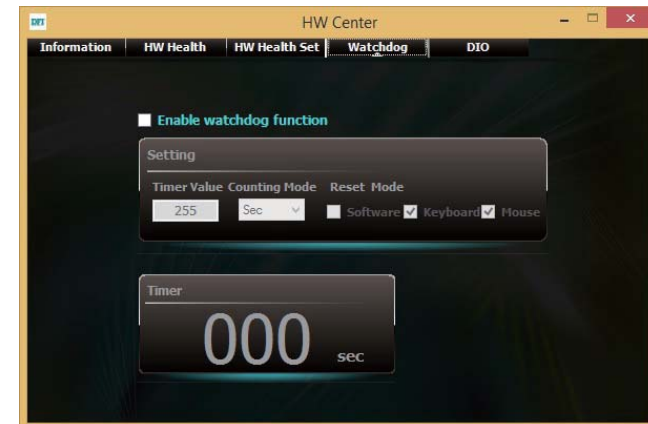 DFI
HW Center
Information HW Health HW Health Set Watchdog DIO
Enable watchdog function
Setting
Timer Value Counting Mode Reset Mode
255 Sec Software Keyboard Mouse
Timer
000 sec